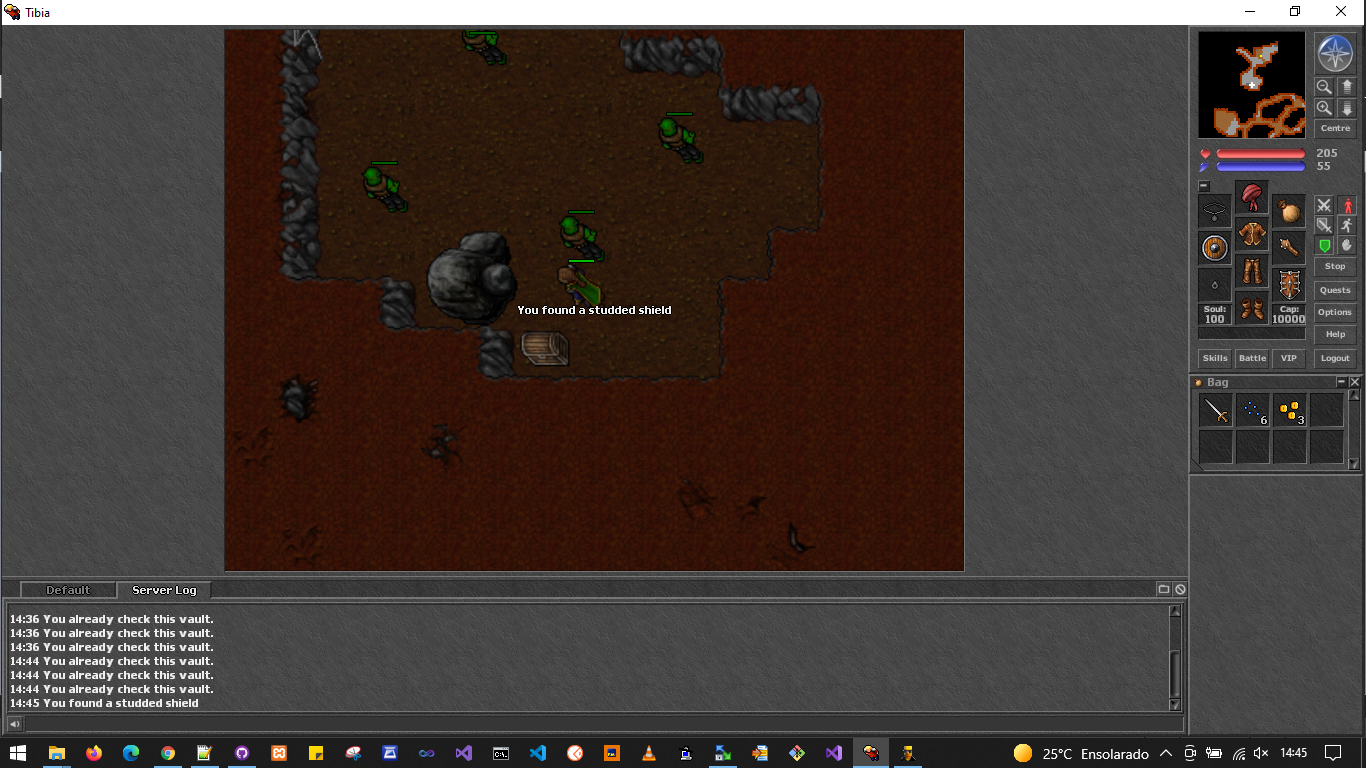 Tibia
You found a studded shield
Centre
205
55
Stop
Quests
Options
Help
Soul:
100
Cap:
10000
Skills
Battle
VIP
Logout
Bag
6
3
Default
Server Log
14:36 You already check this vault.
14:36 You already check this vault.
14:36 You already check this vault.
14:44 You already check this vault.
14:44 You already check this vault.
14:44 You already check this vault.
14:45 You found a studded shield
25°C Ensolarado
14:45